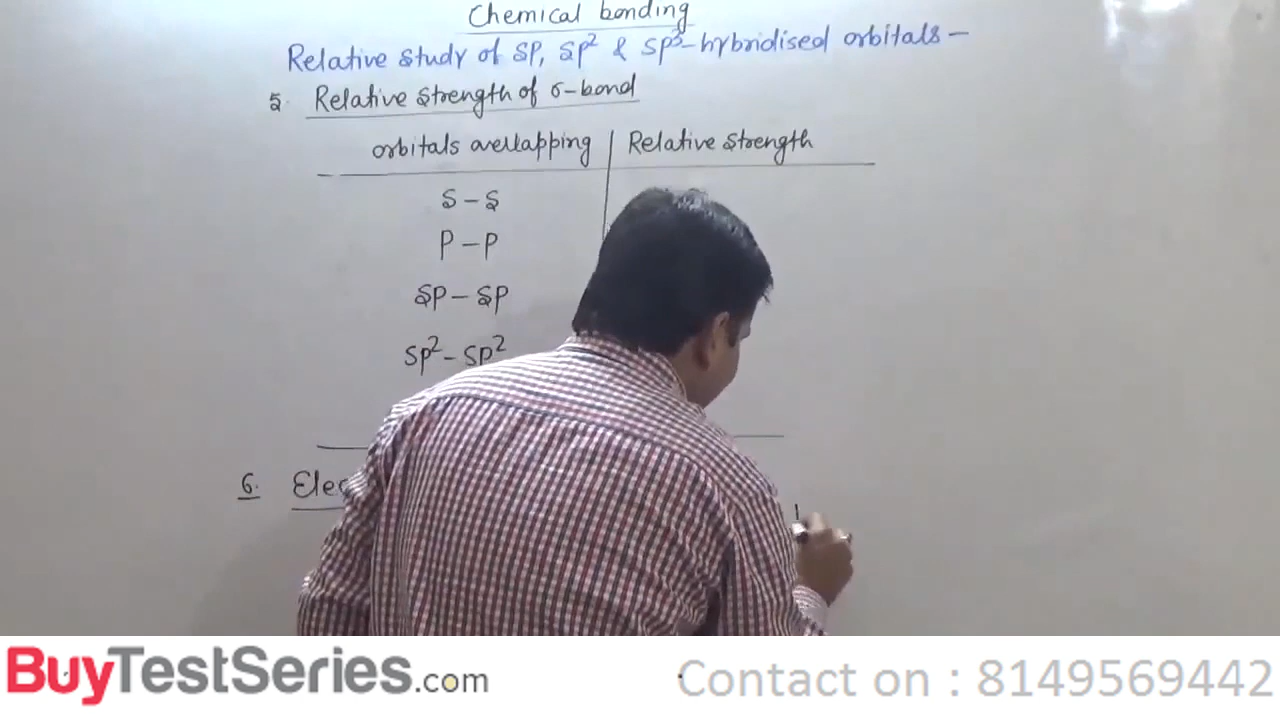 Chemical bonding
Relative study of SP, SP² & SP³-hybridised orbitals –
5. Relative strength of σ-bond
orbitals overlapping | Relative strength
S – S
P – P
SP – SP
SP² – SP²
6.
BuyTestSeries.com
Contact on : 8149569442